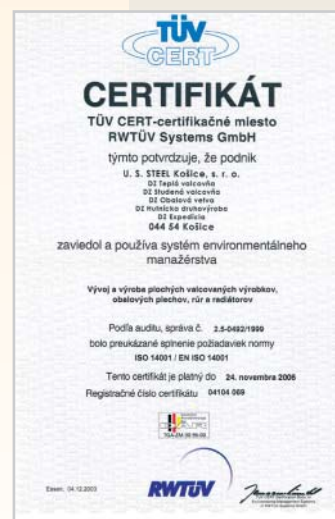 TÜV
CERT
CERTIFIKÁT
TÜV CERT-certifikačné miesto
RWTÜV Systems GmbH
týmto potvrdzuje, že podnik
U. S. STEEL Košice, s. r. o.
DZ Teplá valcovňa
DZ Studená valcovňa
DZ Obalová vetva
DZ Hutnícka druhovýroba
DZ Expedícia
044 54 Košice
zaviedol a používa systém environmentálneho
manažérstva
Vývoj a výroba plochých valcovaných výrobkov,
obalových plechov, rúr a radiátorov
Podľa auditu, správa č. 2.5-0492/1999
bolo preukázané splnenie požiadaviek normy
ISO 14001 / EN ISO 14001
Tento certifikát je platný do 24. novembra 2006
Registračné číslo certifikátu 04104 069
Essen, 04.12.2003
RWTÜV